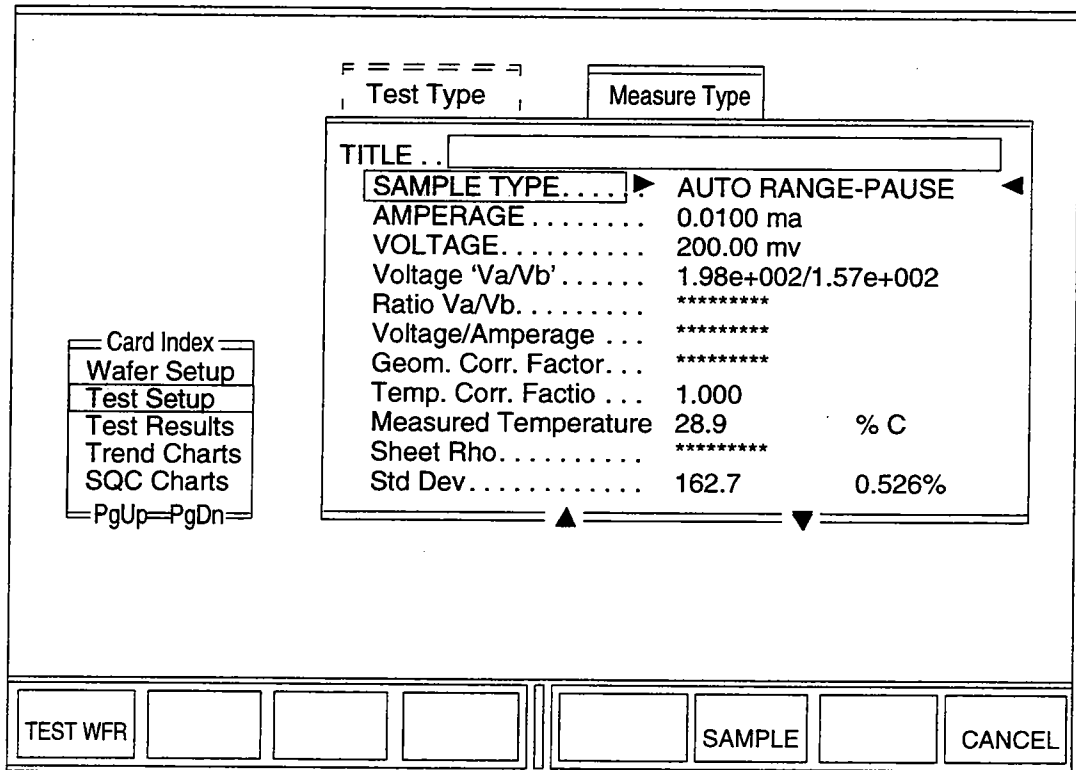 Test Type
Measure Type
TITLE . .
SAMPLE TYPE. . . . . . ▶ AUTO RANGE-PAUSE ◀
AMPERAGE . . . . . . . . 0.0100 ma
VOLTAGE. . . . . . . . . . 200.00 mv
Voltage ‘Va/Vb’ . . . . . . 1.98e+002/1.57e+002
Ratio Va/Vb. . . . . . . . . *********
Voltage/Amperage . . . *********
Geom. Corr. Factor. . . *********
Temp. Corr. Factio . . . 1.000
Measured Temperature 28.9 % C
Sheet Rho. . . . . . . . . . *********
Std Dev. . . . . . . . . . . . 162.7 0.526%
Card Index
Wafer Setup
Test Setup
Test Results
Trend Charts
SQC Charts
PgUp PgDn
TEST WFR
SAMPLE
CANCEL